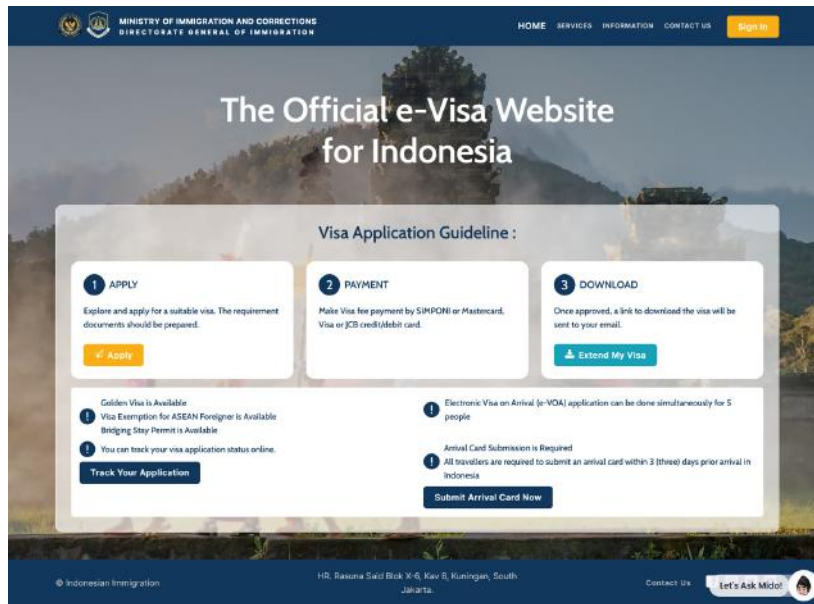 MINISTRY OF IMMIGRATION AND CORRECTIONS
DIRECTORATE GENERAL OF IMMIGRATION
HOME SERVICES INFORMATION CONTACT US Sign In
The Official e-Visa Website
for Indonesia
Visa Application Guideline :
1 APPLY
Explore and apply for a suitable visa. The requirement
documents should be prepared.
Apply
2 PAYMENT
Make Visa fee payment by SIMPONI or Mastercard,
Visa or JCB credit/debit card.
3 DOWNLOAD
Once approved, a link to download the visa will be
sent to your email.
Extend My Visa
Golden Visa is Available
Visa Exemption for ASEAN Foreigner is Available
Bridging Stay Permit is Available
You can track your visa application status online.
Track Your Application
Electronic Visa on Arrival (e-VOA) application can be done simultaneously for 5
people
Arrival Card Submission is Required
All travellers are required to submit an arrival card within 3 (three) days prior arrival in
Indonesia
Submit Arrival Card Now
© Indonesian Immigration
HR. Rasuna Said Blok X-6, Kav 8, Kuningan, South
Jakarta.
Contact Us
Let's Ask Mido!